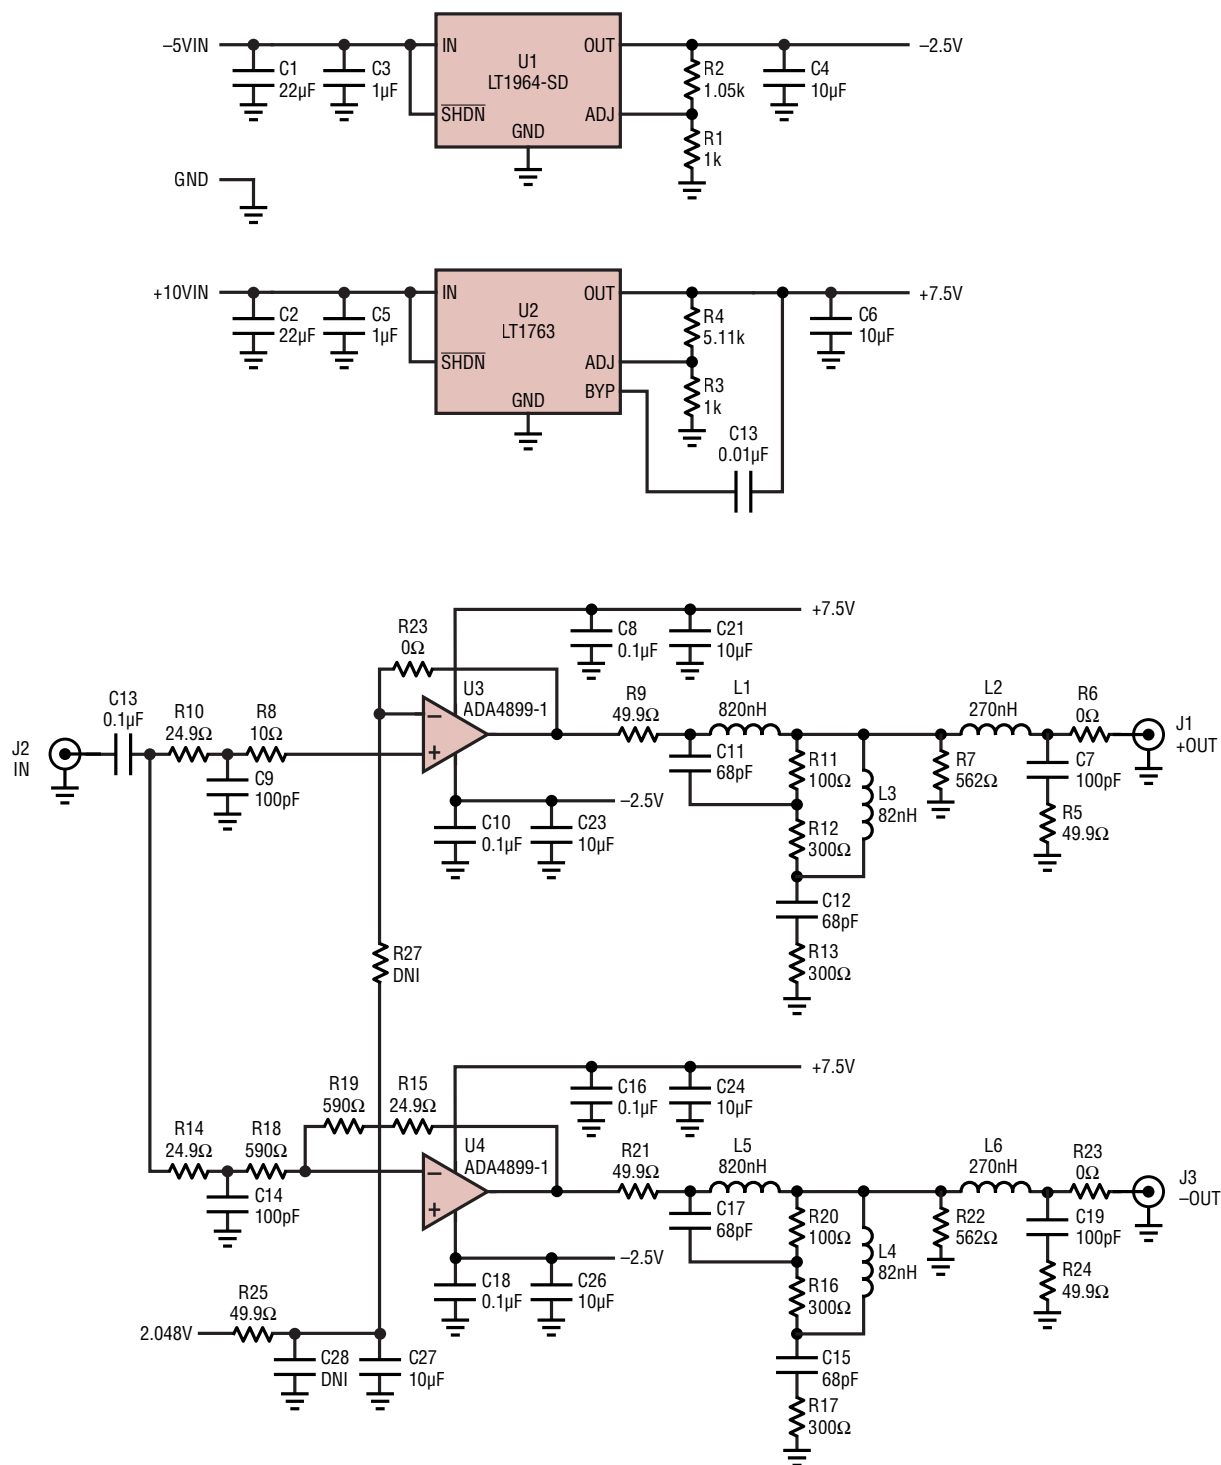 –5VIN
C1
22µF
C3
1µF
IN
OUT
U1
LT1964-SD
SHDN
ADJ
GND
R2
1.05k
R1
1k
C4
10µF
–2.5V
GND
+10VIN
C2
22µF
C5
1µF
IN
OUT
U2
LT1763
SHDN
ADJ
BYP
GND
R4
5.11k
R3
1k
C6
10µF
+7.5V
C13
0.01µF
+7.5V
C8
0.1µF
C21
10µF
R23
0Ω
U3
ADA4899-1
–
+
J2
IN
C13
0.1µF
R10
24.9Ω
R8
10Ω
C9
100pF
R9
49.9Ω
L1
820nH
C11
68pF
R11
100Ω
R12
300Ω
L3
82nH
C12
68pF
R13
300Ω
R7
562Ω
L2
270nH
R6
0Ω
C7
100pF
R5
49.9Ω
J1
+OUT
–2.5V
C10
0.1µF
C23
10µF
R27
DNI
+7.5V
C16
0.1µF
C24
10µF
R19
590Ω
R15
24.9Ω
R14
24.9Ω
R18
590Ω
C14
100pF
U4
ADA4899-1
–
+
R21
49.9Ω
L5
820nH
C17
68pF
R20
100Ω
R16
300Ω
L4
82nH
C15
68pF
R17
300Ω
R22
562Ω
L6
270nH
R23
0Ω
C19
100pF
R24
49.9Ω
J3
–OUT
–2.5V
C18
0.1µF
C26
10µF
R25
49.9Ω
2.048V
C28
DNI
C27
10µF